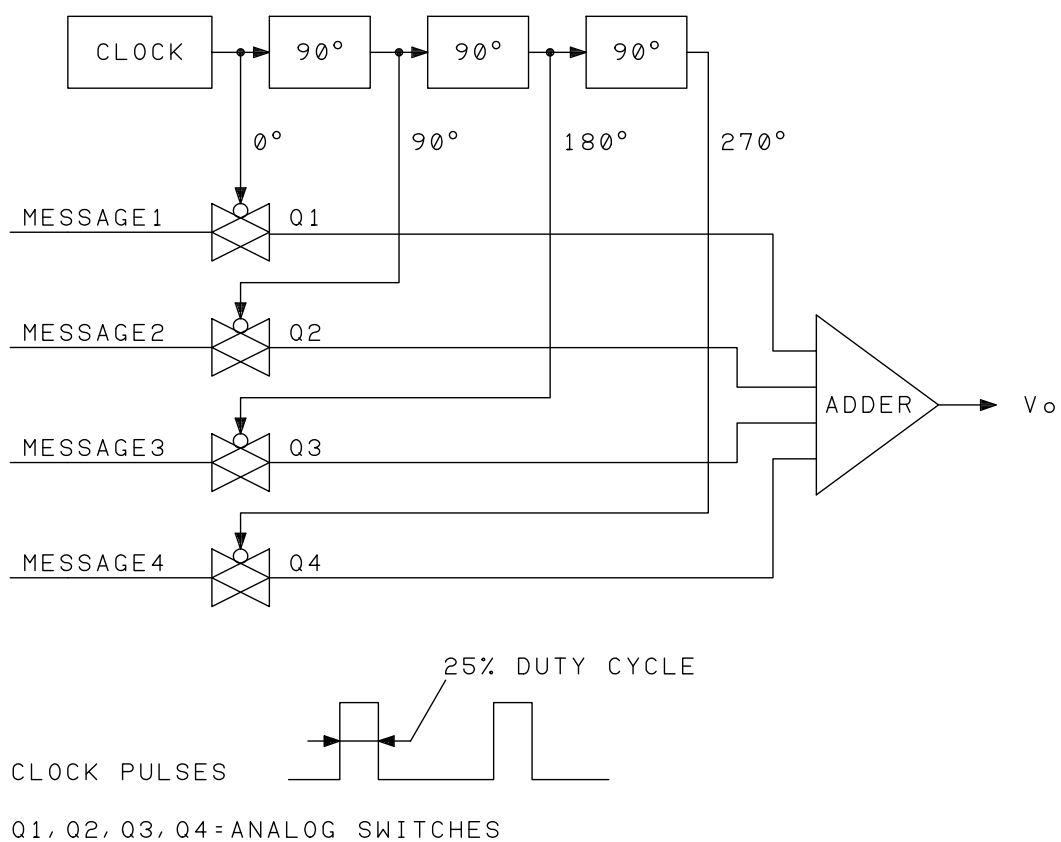 CLOCK 90° 90° 90°
0° 90° 180° 270°
MESSAGE1 Q1
MESSAGE2 Q2
ADDER Vo
MESSAGE3 Q3
MESSAGE4 Q4
25% DUTY CYCLE
CLOCK PULSES
Q1, Q2, Q3, Q4=ANALOG SWITCHES